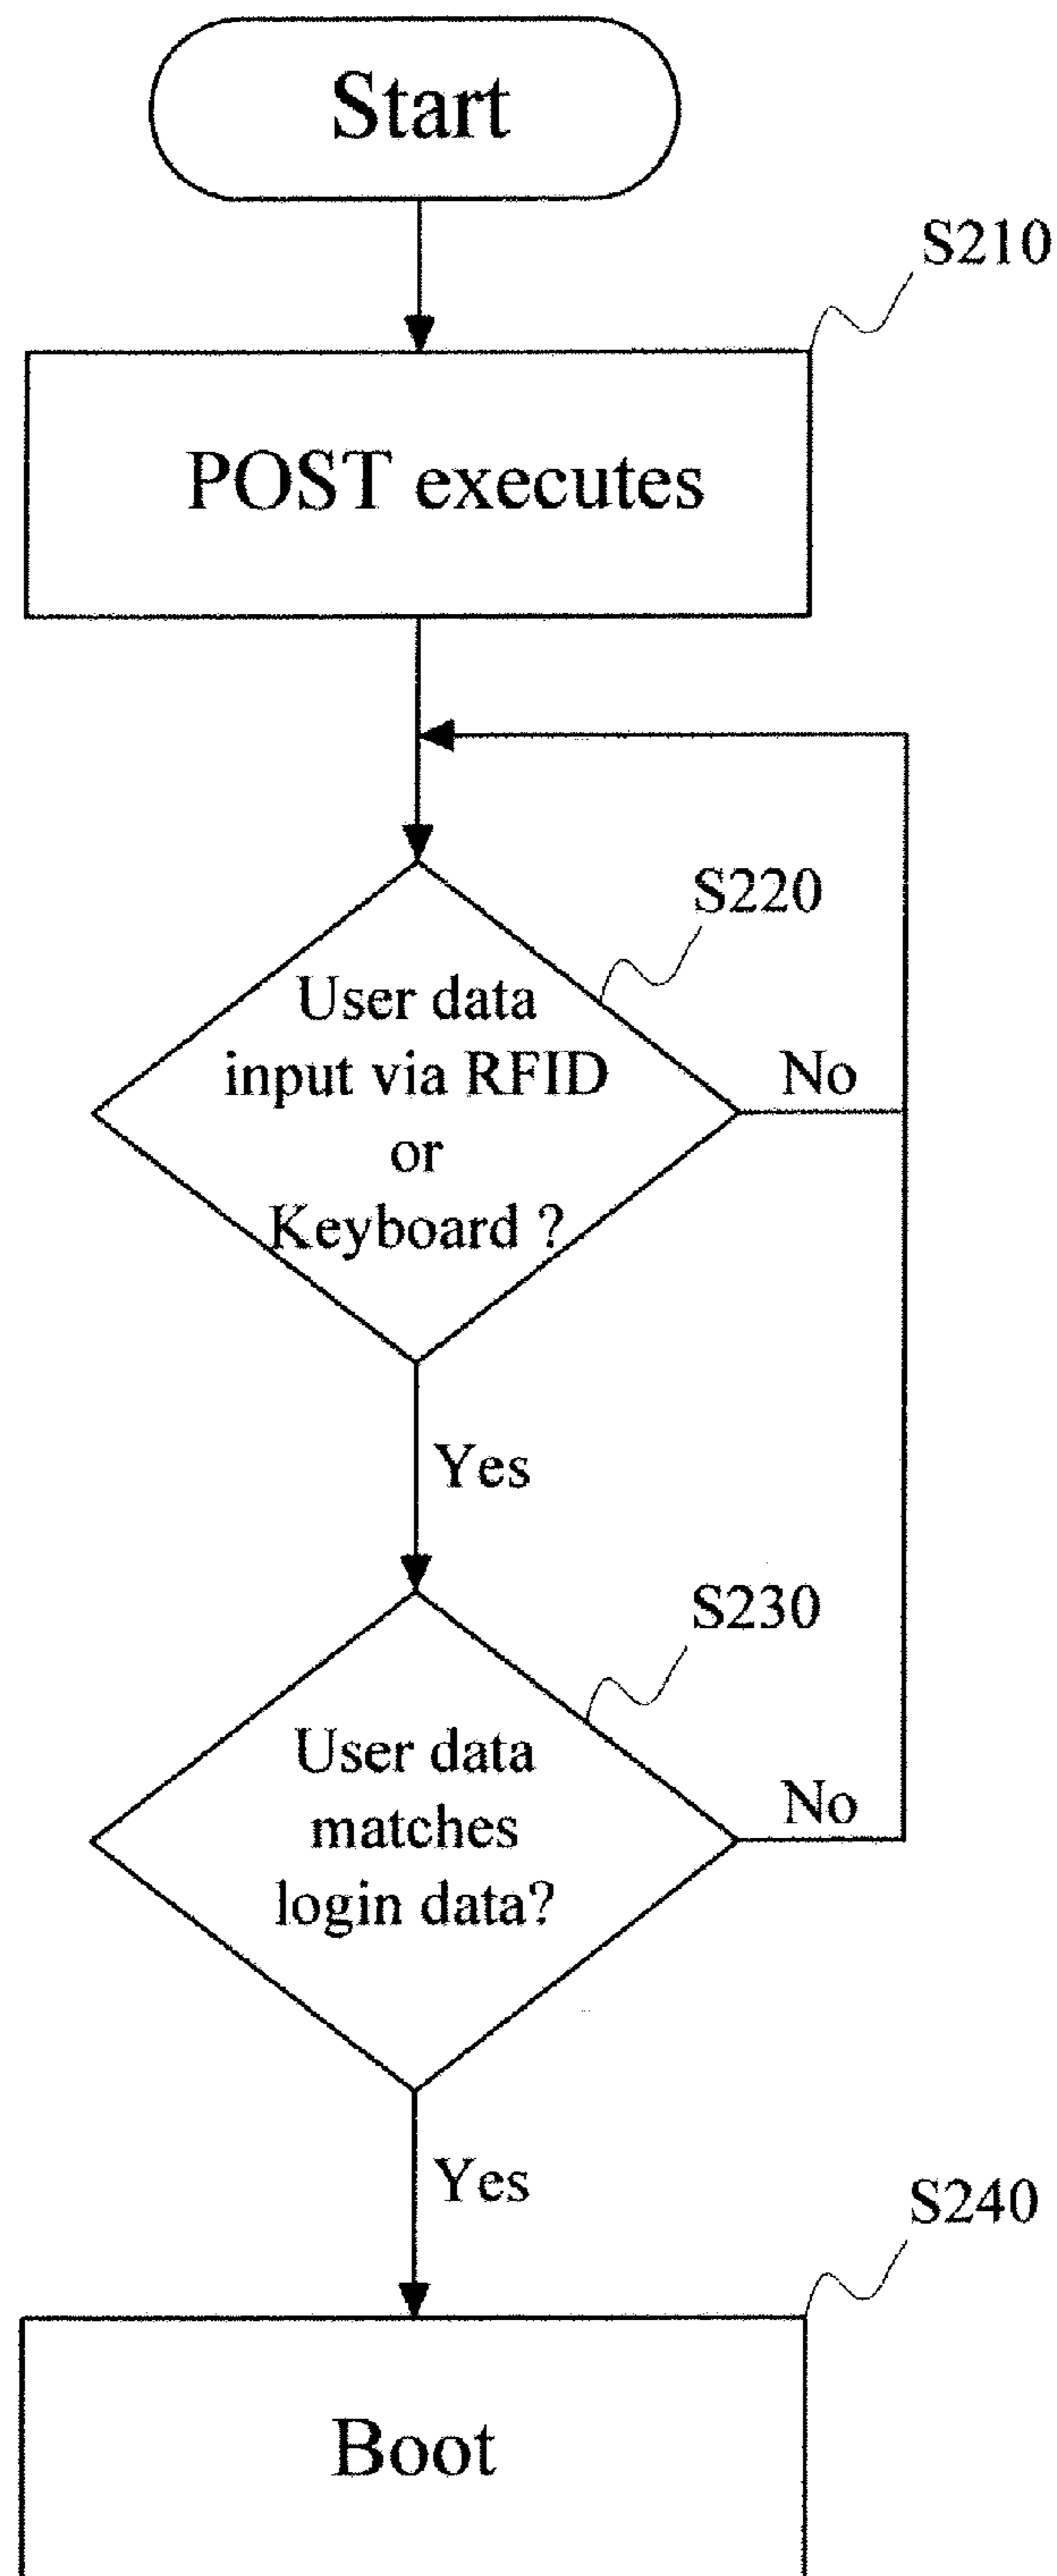 Start
S210
POST executes
S220
User data
input via RFID
or
Keyboard ?
No
Yes
S230
User data
matches
login data?
No
Yes
S240
Boot